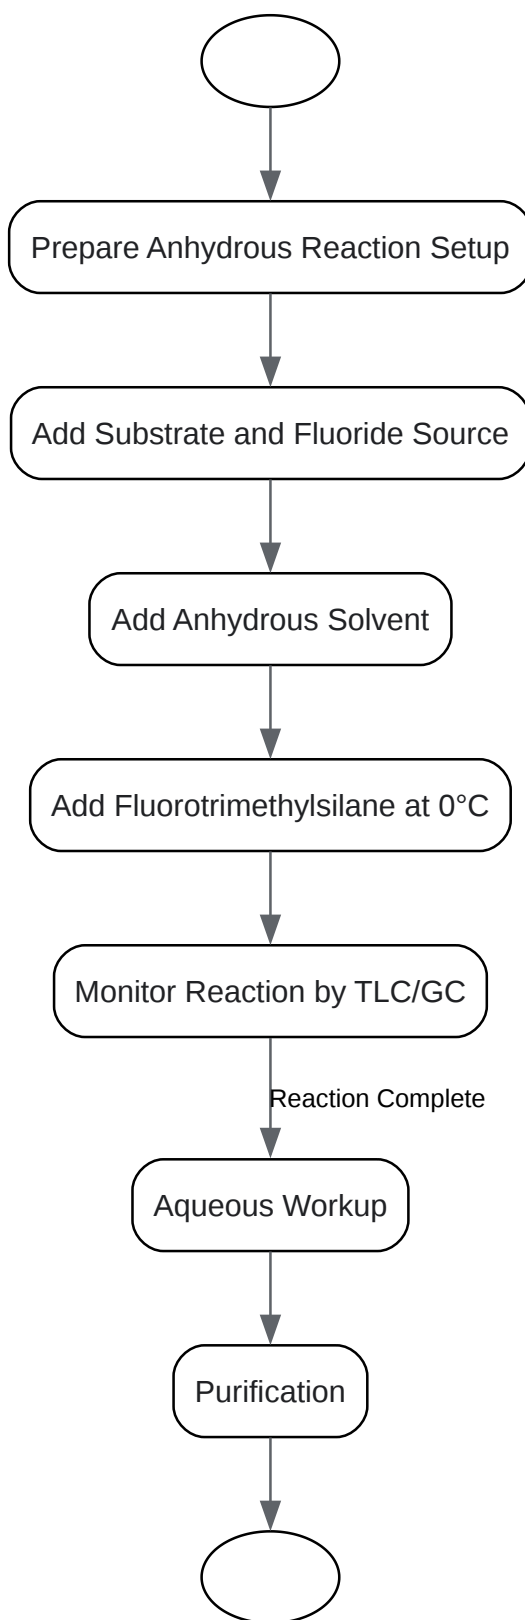 Prepare Anhydrous Reaction Setup
Add Substrate and Fluoride Source
Add Anhydrous Solvent
Add Fluorotrimethylsilane at 0°C
Monitor Reaction by TLC/GC
Reaction Complete
Aqueous Workup
Purification